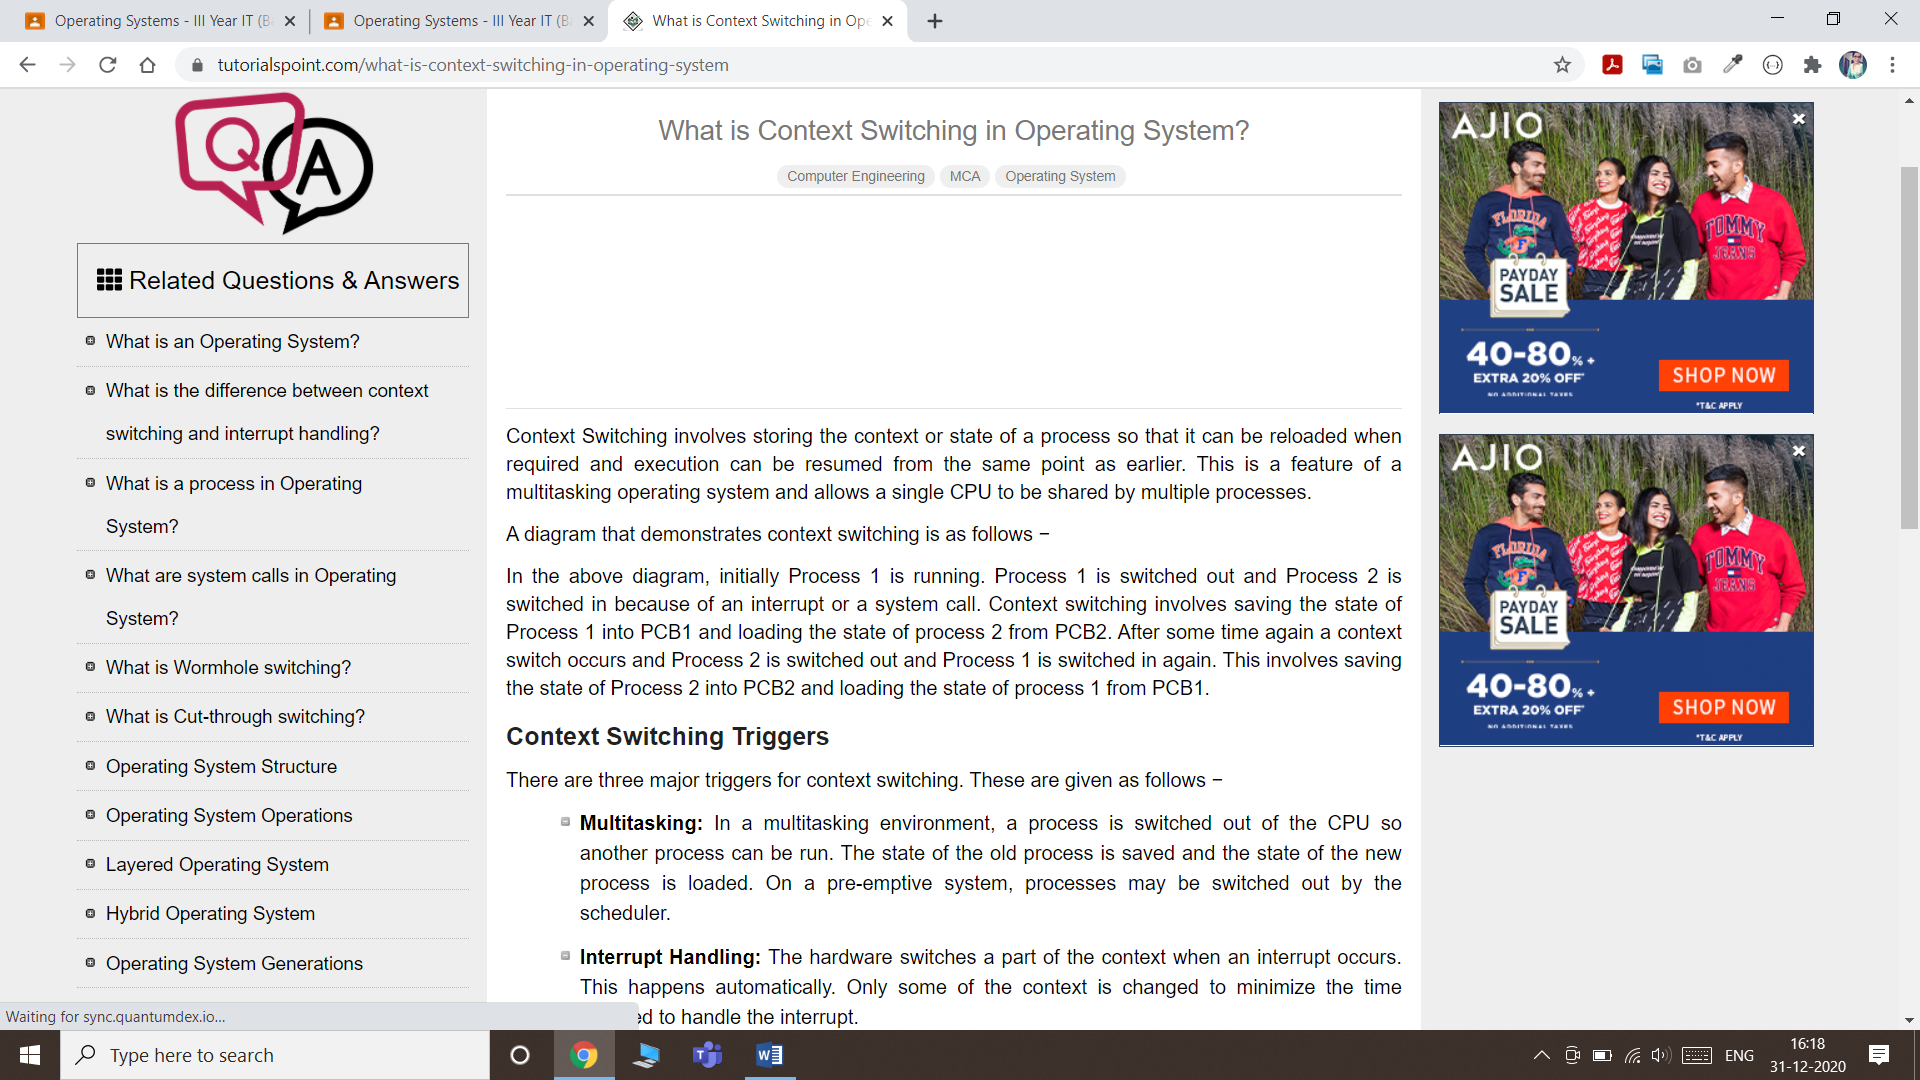 Operating Systems - III Year IT (B
Operating Systems - III Year IT (B
What is Context Switching in Ope
tutorialspoint.com/what-is-context-switching-in-operating-system
Q A
Related Questions & Answers
What is an Operating System?
What is the difference between context
switching and interrupt handling?
What is a process in Operating
System?
What are system calls in Operating
System?
What is Wormhole switching?
What is Cut-through switching?
Operating System Structure
Operating System Operations
Layered Operating System
Hybrid Operating System
Operating System Generations
What is Context Switching in Operating System?
Computer Engineering MCA Operating System
Context Switching involves storing the context or state of a process so that it can be reloaded when
required and execution can be resumed from the same point as earlier. This is a feature of a
multitasking operating system and allows a single CPU to be shared by multiple processes.
A diagram that demonstrates context switching is as follows −
In the above diagram, initially Process 1 is running. Process 1 is switched out and Process 2 is
switched in because of an interrupt or a system call. Context switching involves saving the state of
Process 1 into PCB1 and loading the state of process 2 from PCB2. After some time again a context
switch occurs and Process 2 is switched out and Process 1 is switched in again. This involves saving
the state of Process 2 into PCB2 and loading the state of process 1 from PCB1.
Context Switching Triggers
There are three major triggers for context switching. These are given as follows −
Multitasking: In a multitasking environment, a process is switched out of the CPU so
another process can be run. The state of the old process is saved and the state of the new
process is loaded. On a pre-emptive system, processes may be switched out by the
scheduler.
Interrupt Handling: The hardware switches a part of the context when an interrupt occurs.
This happens automatically. Only some of the context is changed to minimize the time
ed to handle the interrupt.
AJIO
FLORIDA
F
TOMMY
JEANS
PAYDAY
SALE
40-80% +
EXTRA 20% OFF*
NO ADDITIONAL TAXES
SHOP NOW
*T&C APPLY
AJIO
FLORIDA
F
TOMMY
JEANS
PAYDAY
SALE
40-80% +
EXTRA 20% OFF*
NO ADDITIONAL TAXES
SHOP NOW
*T&C APPLY
Waiting for sync.quantumdex.io...
Type here to search
W
ENG
16:18
31-12-2020